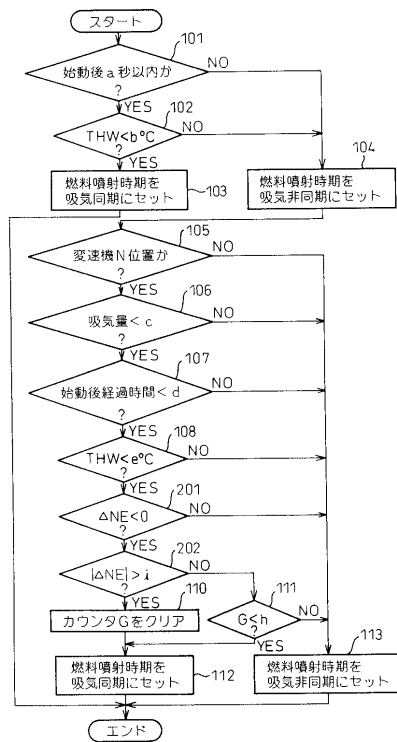 スタート
101
始動後a秒以内か
?
NO
YES
102
THW<b°C
?
NO
YES
103
燃料噴射時期を
吸気同期にセット
104
燃料噴射時期を
吸気非同期にセット
105
変速機N位置か
?
NO
YES
106
吸気量<c
?
NO
YES
107
始動後経過時間<d
?
NO
YES
108
THW<e°C
?
NO
YES
201
ΔNE<0
?
NO
YES
202
|ΔNE|>i
?
NO
YES
110
カウンタGをクリア
111
G<h
?
NO
YES
112
燃料噴射時期を
吸気同期にセット
113
燃料噴射時期を
吸気非同期にセット
エンド